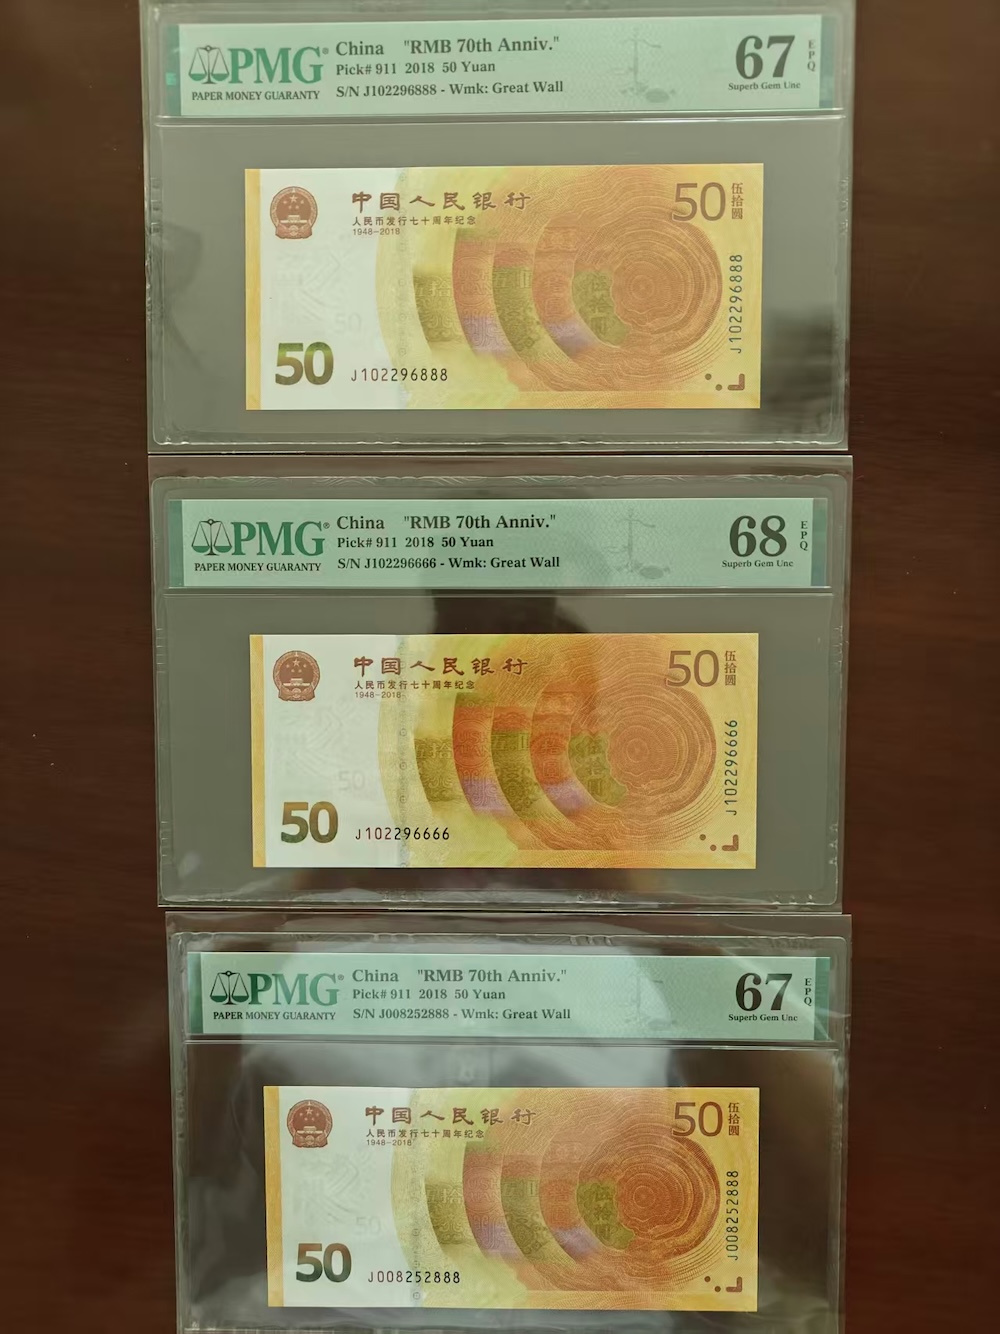 PMG®
PAPER MONEY GUARANTY
China "RMB 70th Anniv."
Pick# 911 2018 50 Yuan
S/N J102296888 - Wmk: Great Wall
67
EPQ
Superb Gem Unc
中国人民银行
人民币发行七十周年纪念
1948-2018
50
伍拾圆
50
50
J102296888
J102296888
PMG®
PAPER MONEY GUARANTY
China "RMB 70th Anniv."
Pick# 911 2018 50 Yuan
S/N J102296666 - Wmk: Great Wall
68
EPQ
Superb Gem Unc
中国人民银行
人民币发行七十周年纪念
1948-2018
50
伍拾圆
50
50
J102296666
J102296666
PMG®
PAPER MONEY GUARANTY
China "RMB 70th Anniv."
Pick# 911 2018 50 Yuan
S/N J008252888 - Wmk: Great Wall
67
EPQ
Superb Gem Unc
中国人民银行
人民币发行七十周年纪念
1948-2018
50
伍拾圆
50
50
J008252888
J008252888